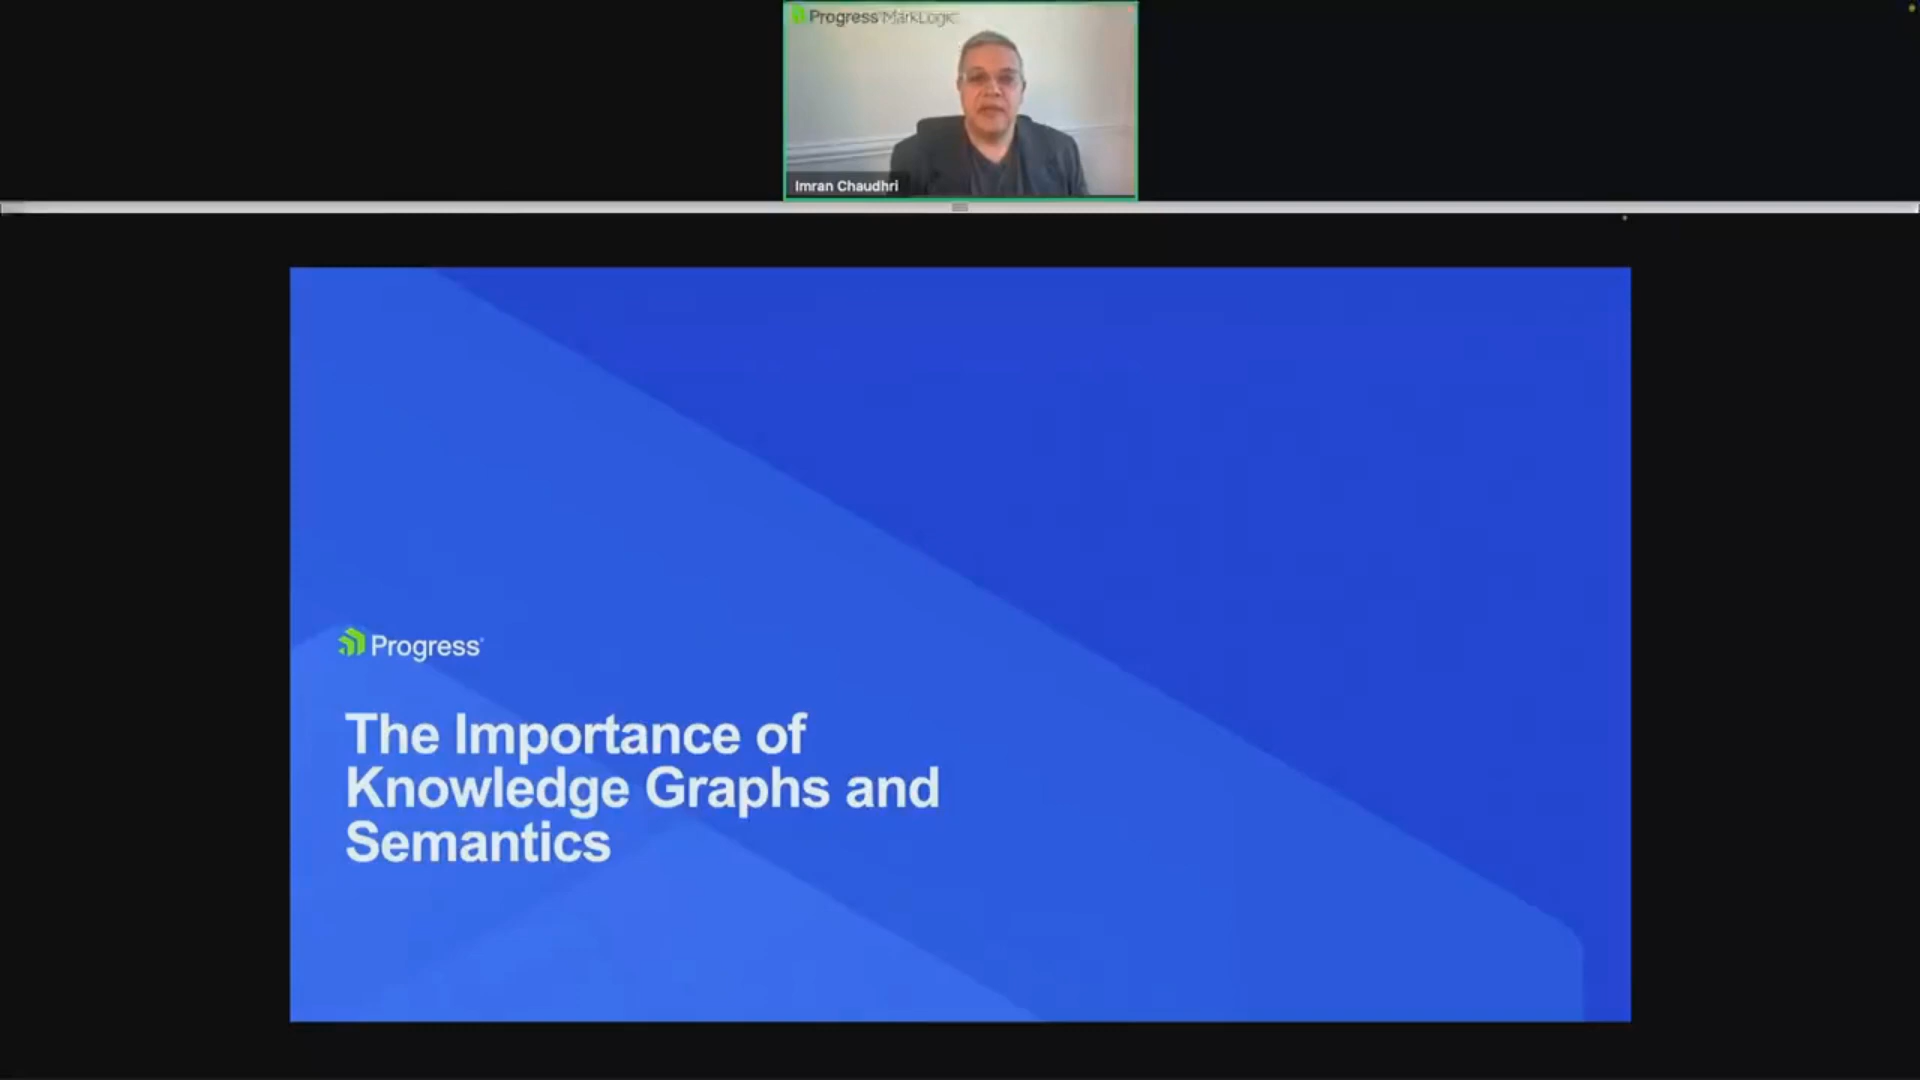 Progress MarkLogic
Imran Chaudhri
Progress
The Importance of
Knowledge Graphs and
Semantics